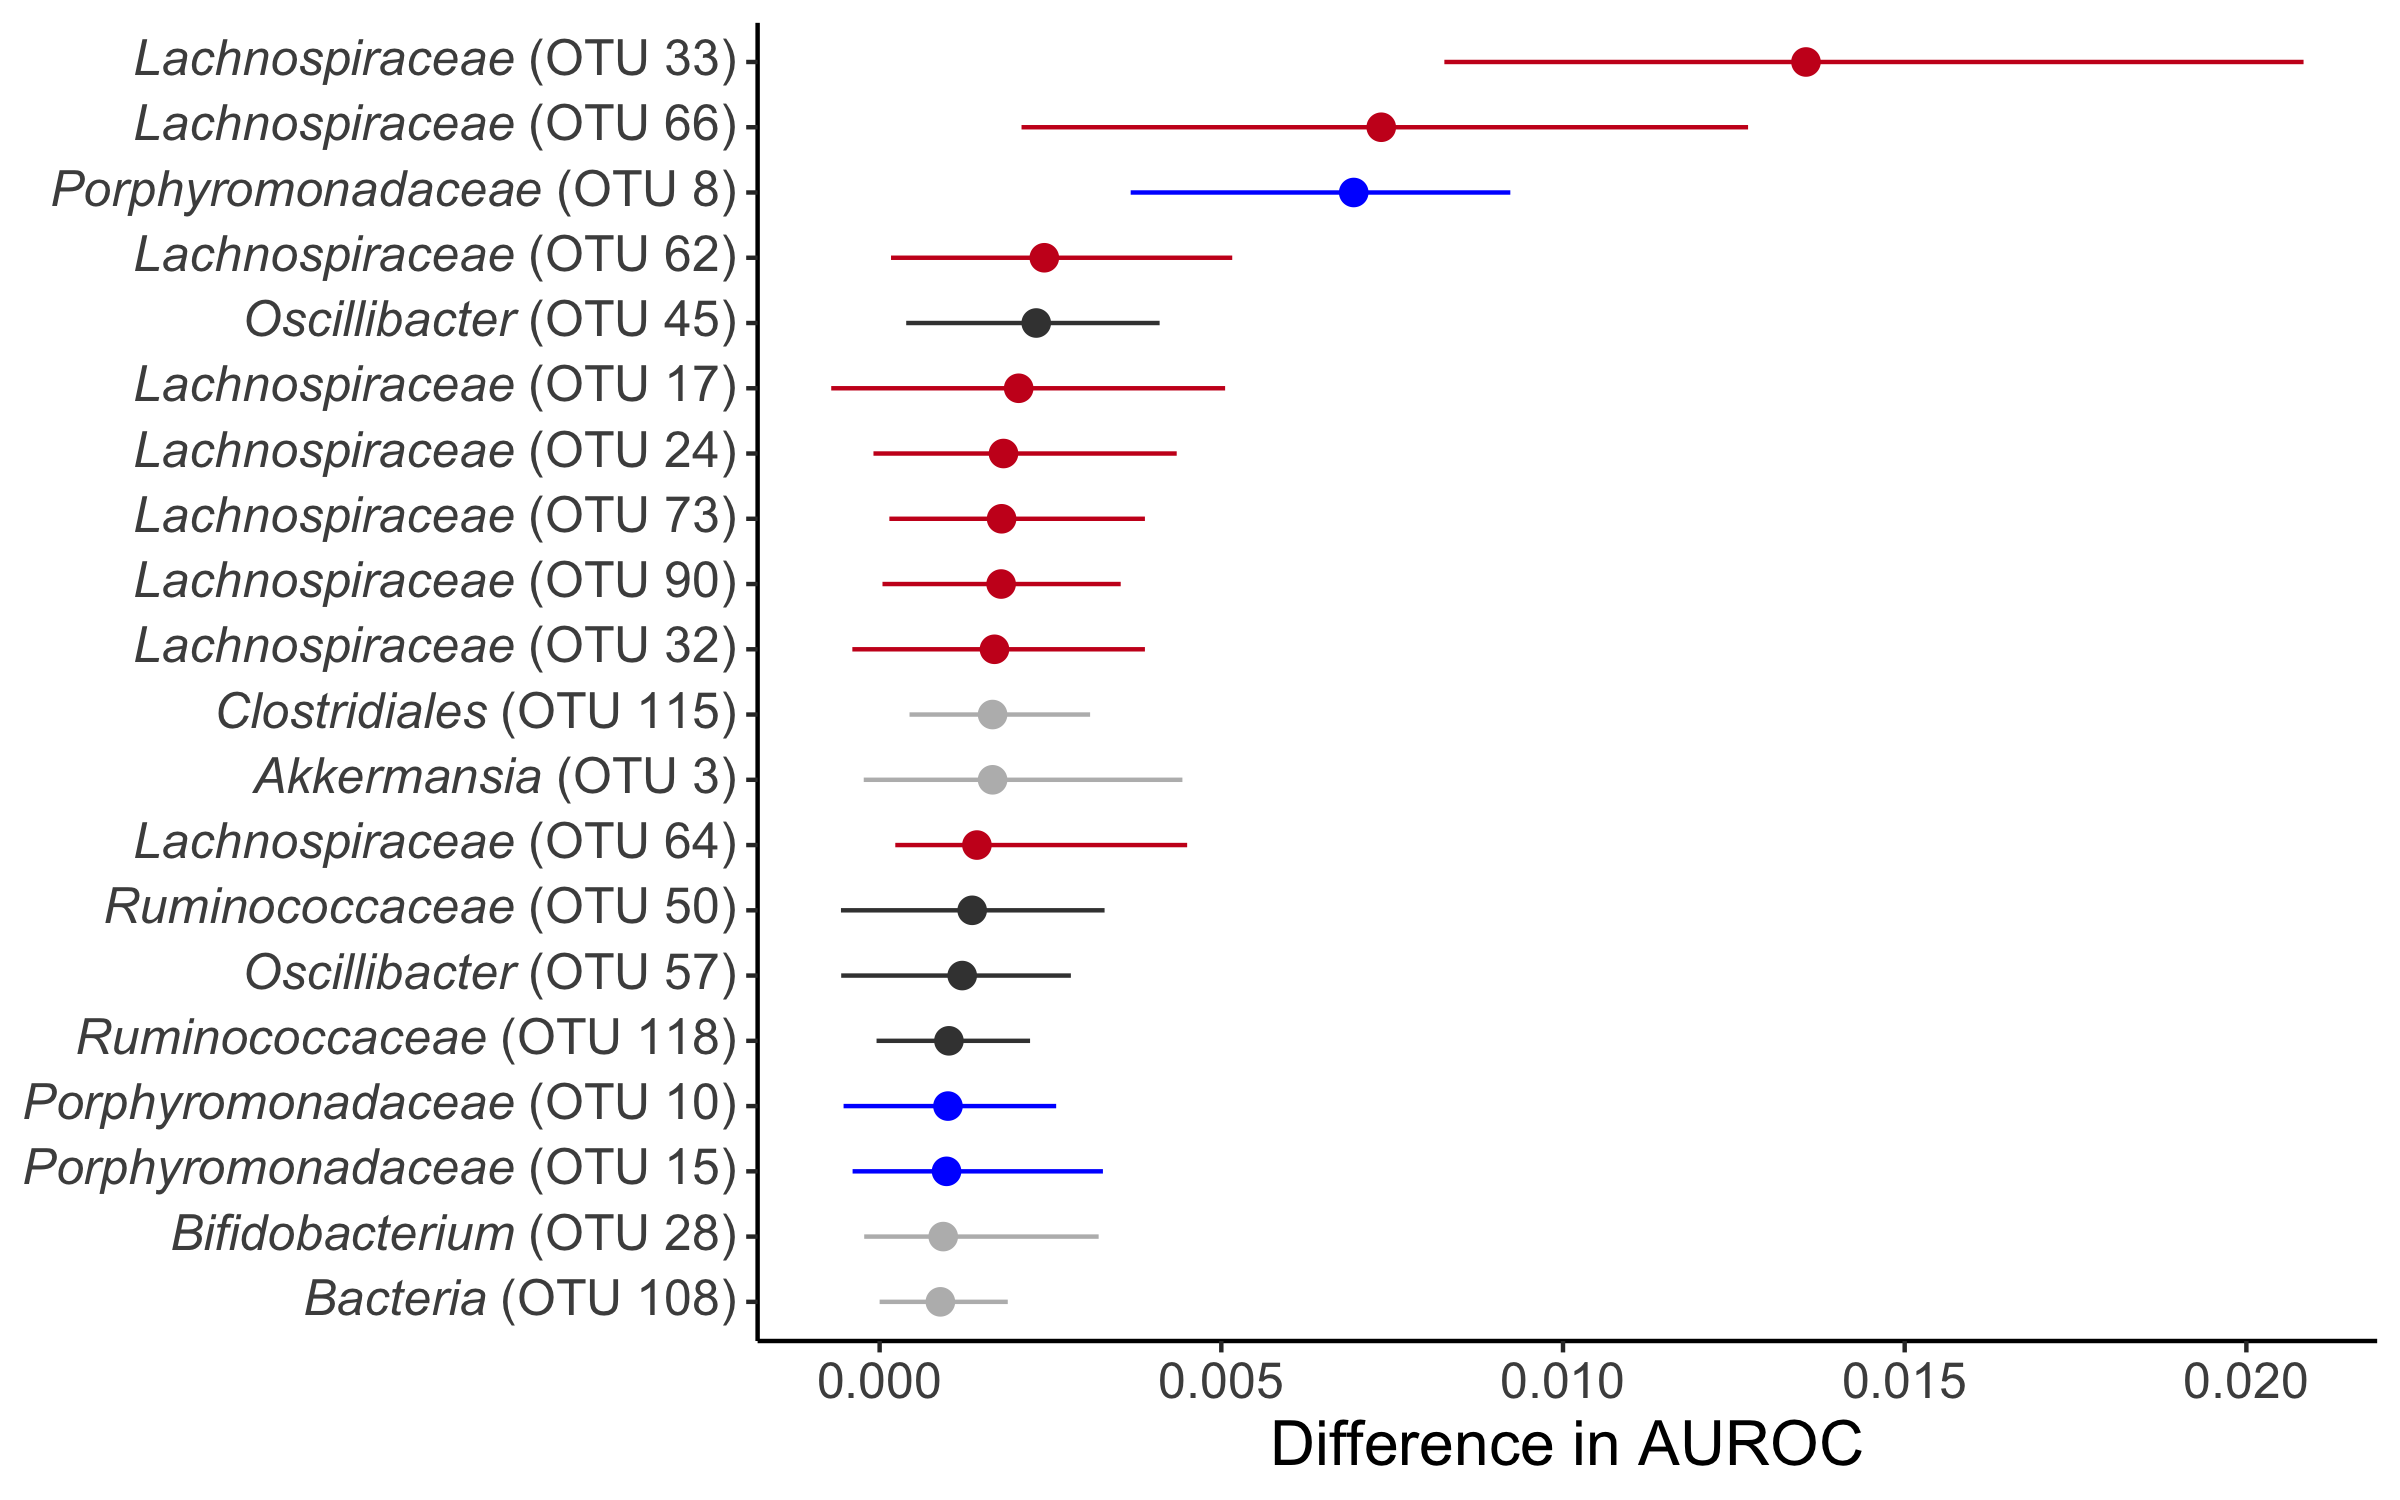 Lachnospiraceae (OTU 33)
Lachnospiraceae (OTU 66)
Porphyromonadaceae (OTU 8)
Lachnospiraceae (OTU 62)
Oscillibacter (OTU 45)
Lachnospiraceae (OTU 17)
Lachnospiraceae (OTU 24)
Lachnospiraceae (OTU 73)
Lachnospiraceae (OTU 90)
Lachnospiraceae (OTU 32)
Clostridiales (OTU 115)
Akkermansia (OTU 3)
Lachnospiraceae (OTU 64)
Ruminococcaceae (OTU 50)
Oscillibacter (OTU 57)
Ruminococcaceae (OTU 118)
Porphyromonadaceae (OTU 10)
Porphyromonadaceae (OTU 15)
Bifidobacterium (OTU 28)
Bacteria (OTU 108)
0.000 0.005 0.010 0.015 0.020
Difference in AUROC